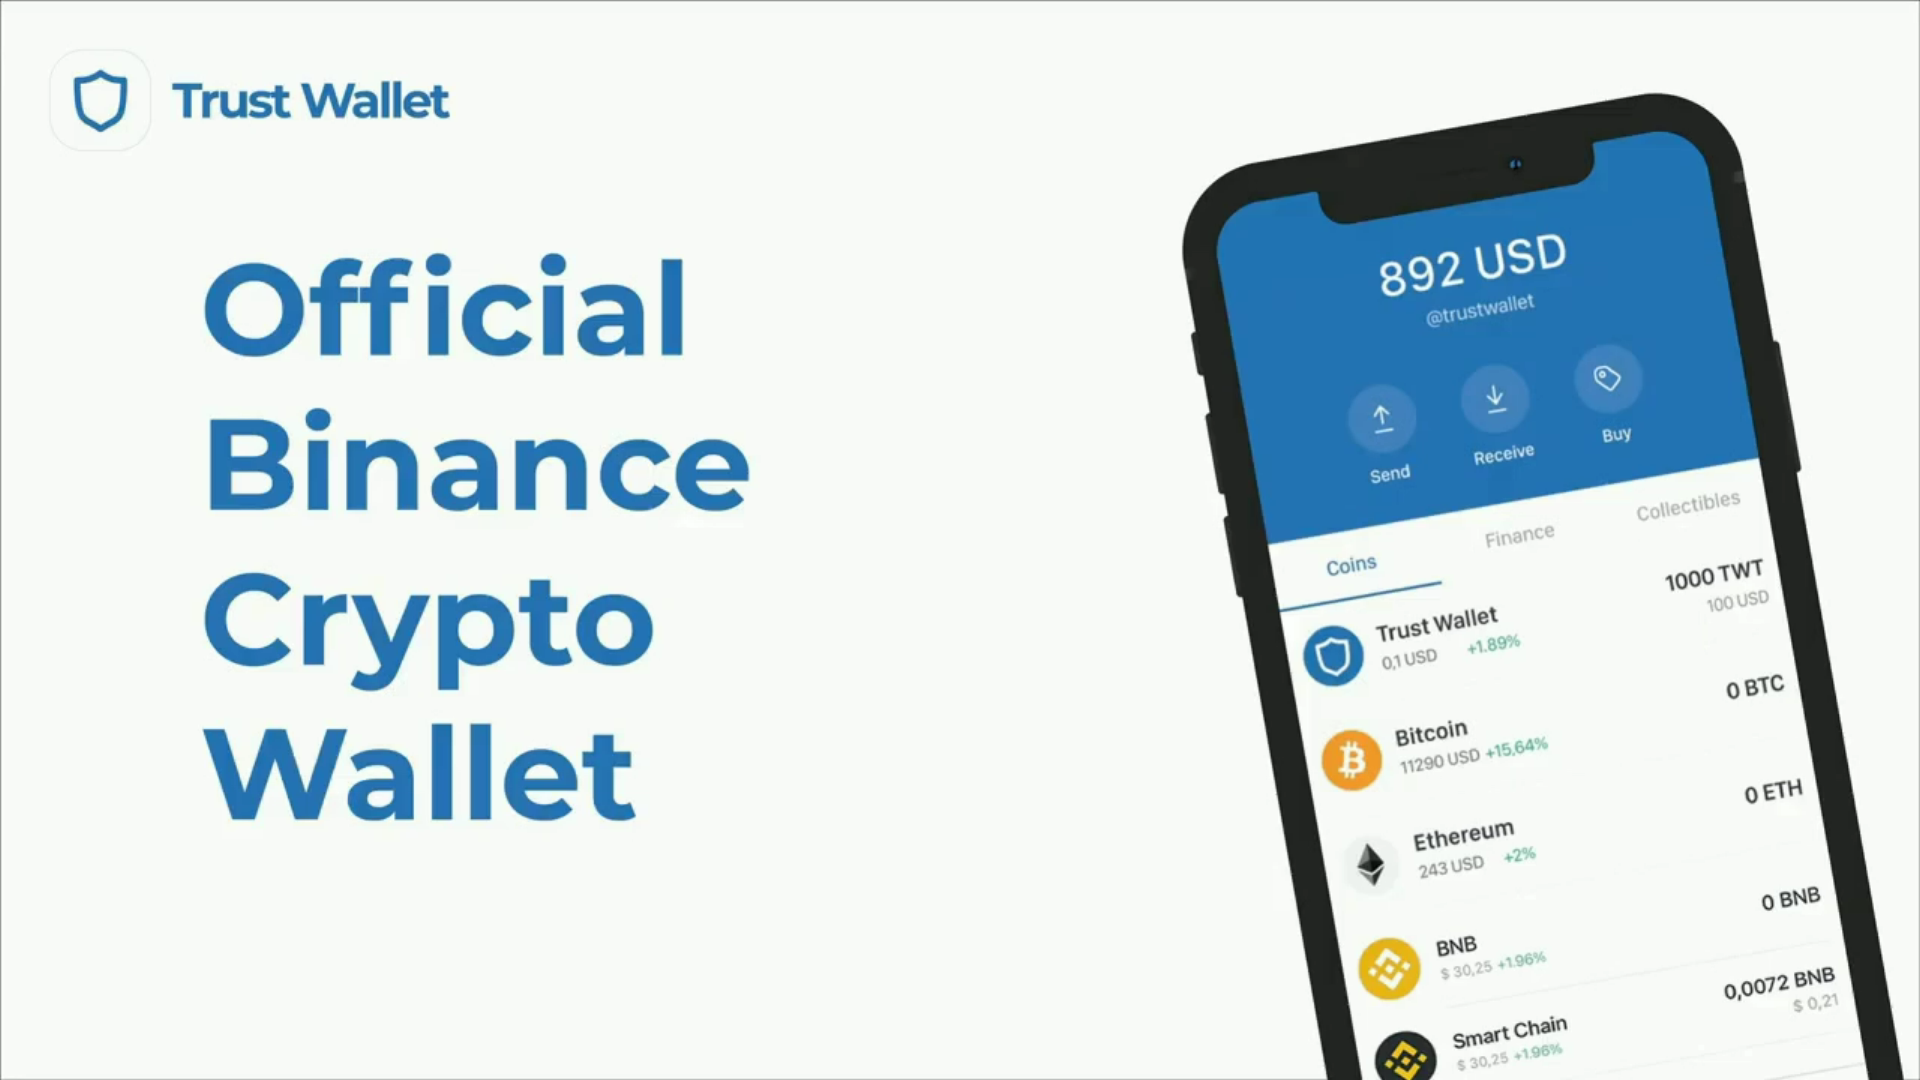 Trust Wallet
Official
Binance
Crypto
Wallet
892 USD
@trustwallet
Send
Receive
Buy
Coins
Finance
Collectibles
Trust Wallet
1000 TWT
0,1 USD +1.89%
100 USD
Bitcoin
0 BTC
11290 USD +15,64%
Ethereum
0 ETH
243 USD +2%
BNB
0 BNB
$ 30,25 +1.96%
Smart Chain
0,0072 BNB
$ 30,25 +1.96%
$ 0,21